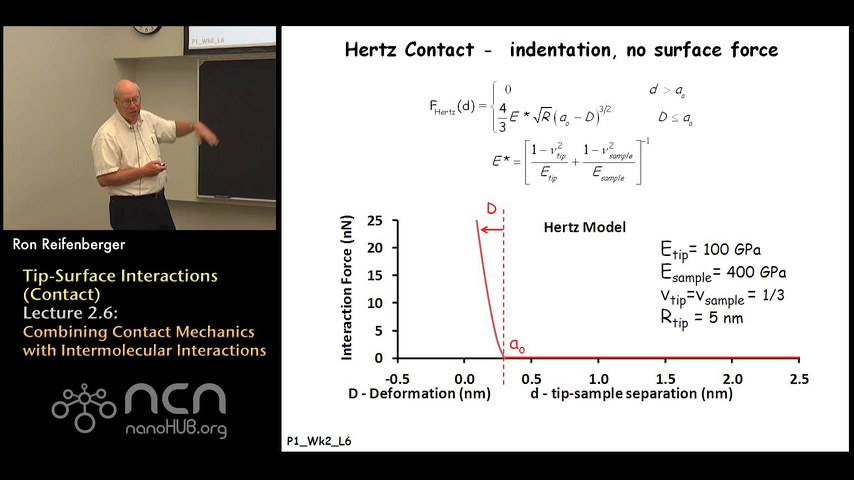 P1_Wk2_L6
Ron Reifenberger
Tip-Surface Interactions
(Contact)
Lecture 2.6:
Combining Contact Mechanics
with Intermolecular Interactions
ncn
nanoHUB.org
Hertz Contact - indentation, no surface force
F_Hertz(d) = { 0 d > a_o
4/3 E * √R (a_o - D)^3/2 D ≤ a_o
E* = [ (1 - ν²_tip)/E_tip + (1 - ν²_sample)/E_sample ]^-1
D
Hertz Model
Interaction Force (nN)
25
20
15
10
5
0
a_o
E_tip= 100 GPa
E_sample= 400 GPa
ν_tip=ν_sample= 1/3
R_tip = 5 nm
-0.5 0.0 0.5 1.0 1.5 2.0 2.5
D - Deformation (nm) d - tip-sample separation (nm)
P1_Wk2_L6